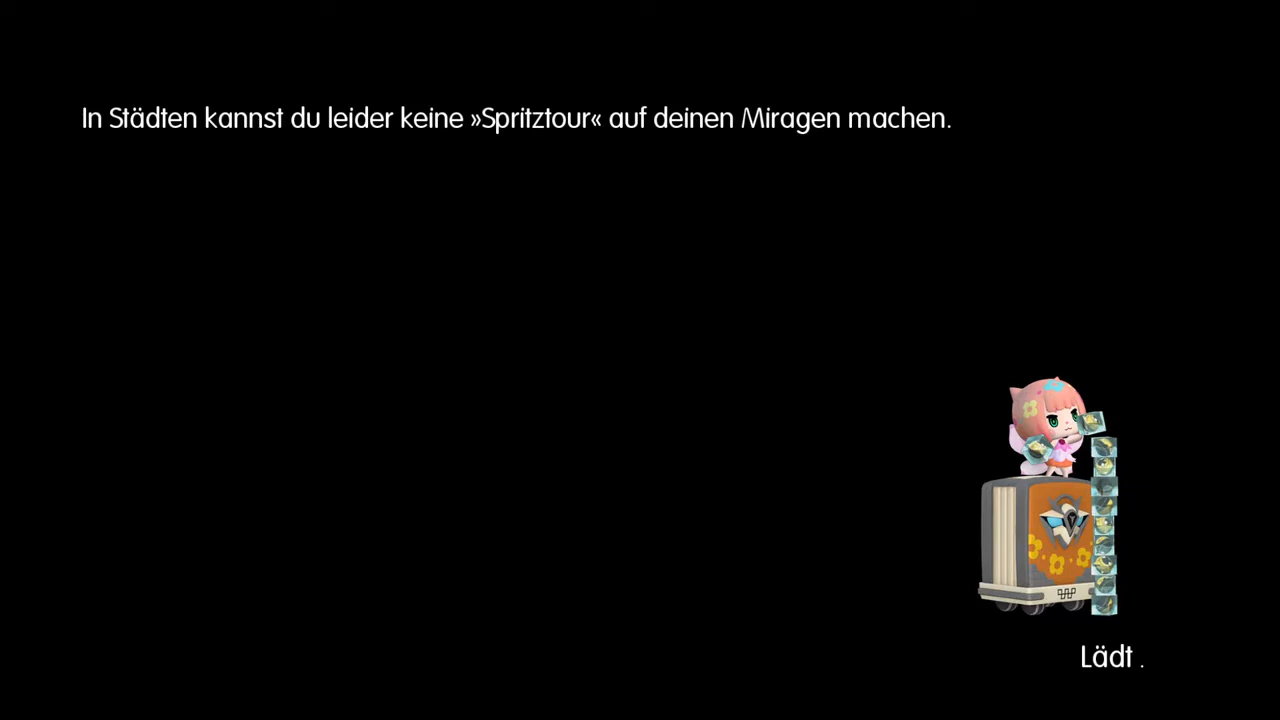 In Städten kannst du leider keine »Spritztour« auf deinen Miragen machen.
Lädt .